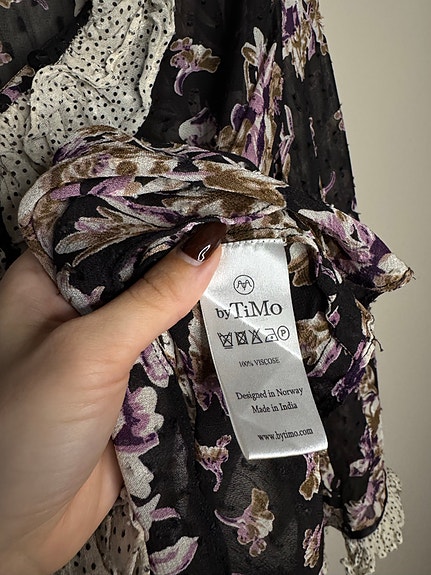 byTiMo
100% VISCOSE
Designed in Norway
Made in India
www.bytimo.com